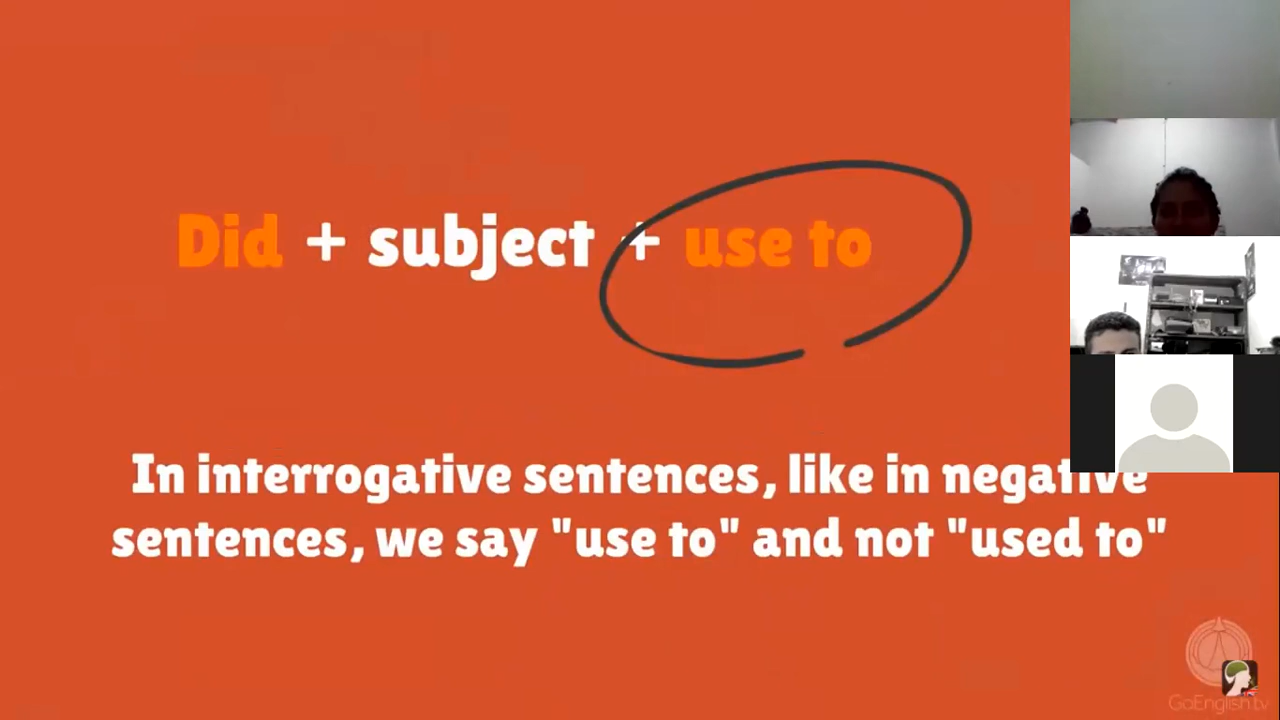 Did + subject + use to
In interrogative sentences, like in negative
sentences, we say "use to" and not "used to"
GoEnglish.tv